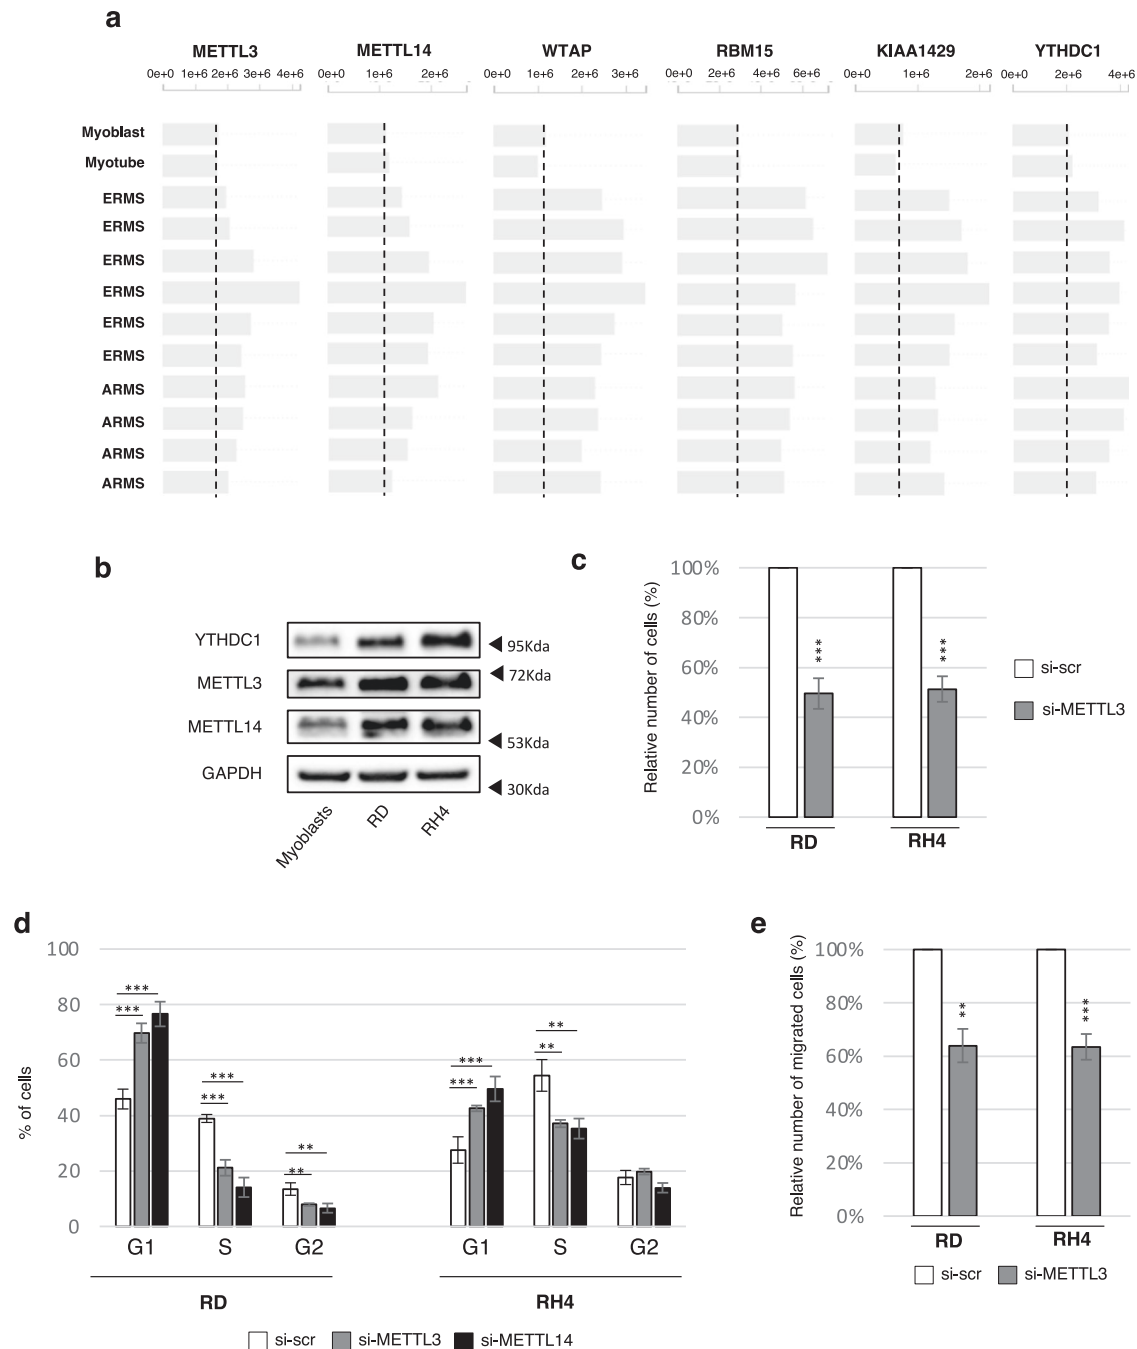 a
METTL3 METTL14 WTAP RBM15 KIAA1429 YTHDC1
0e+0 1e+6 2e+6 3e+6 4e+6 0e+0 1e+6 2e+6 0e+0 1e+6 2e+6 3e+6 0e+0 2e+6 4e+6 6e+6 0e+0 1e+6 2e+6 0e+0 2e+6 4e+6
Myoblast
Myotube
ERMS
ERMS
ERMS
ERMS
ERMS
ERMS
ARMS
ARMS
ARMS
ARMS
b
YTHDC1 95Kda
METTL3 72Kda
METTL14 53Kda
GAPDH 30Kda
Myoblasts RD RH4
c
Relative number of cells (%)
100%
80%
60%
40%
20%
0%
*** ***
RD RH4
si-scr
si-METTL3
d
% of cells
100
80
60
40
20
0
***
***
***
***
**
**
***
***
**
**
G1 S G2 G1 S G2
RD RH4
si-scr si-METTL3 si-METTL14
e
Relative number of migrated cells (%)
100%
80%
60%
40%
20%
0%
** ***
RD RH4
si-scr si-METTL3